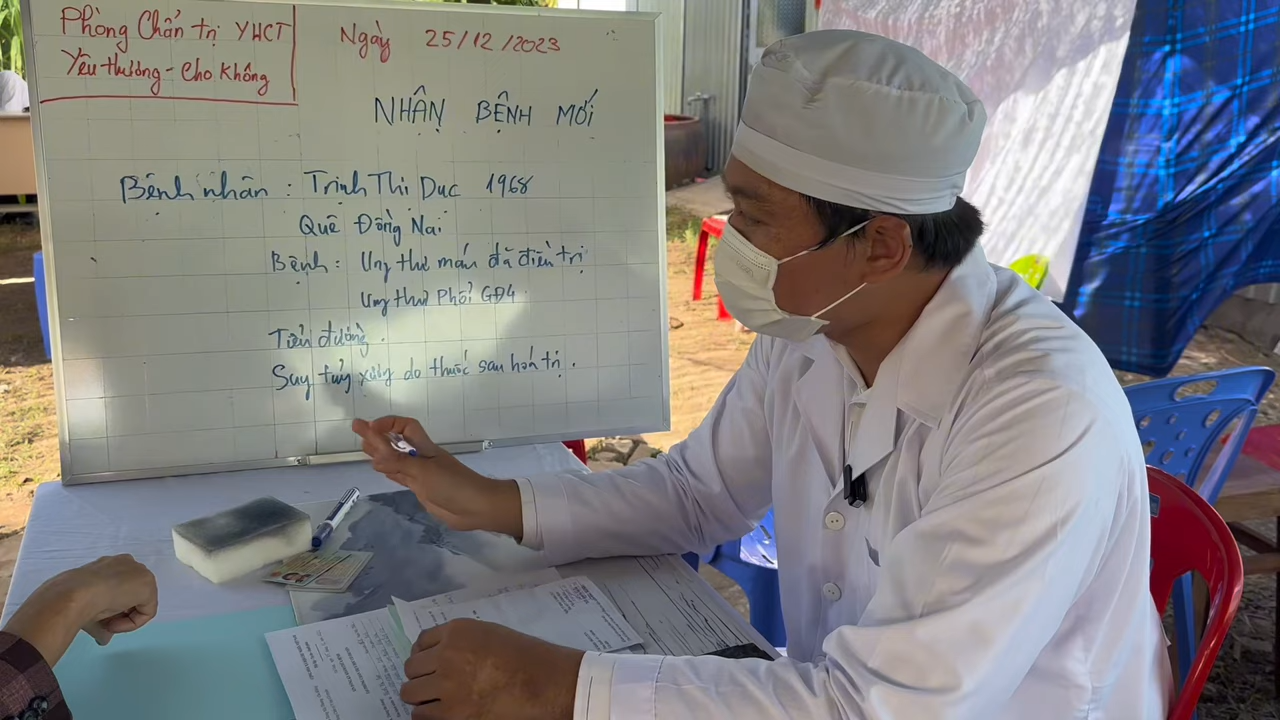 Phòng Chẩn trị YHCT
Yêu thương - Cho không
Ngày 25/12/2023
NHẬN BỆNH MỚI
Bệnh nhân : Trịnh Thị Dục 1968
Quê Đồng Nai
Bệnh : Ung thư máu đã điều trị
Ung thư Phổi GĐ4
Tiểu đường.
Suy tủy xương do thuốc sau hóa trị.